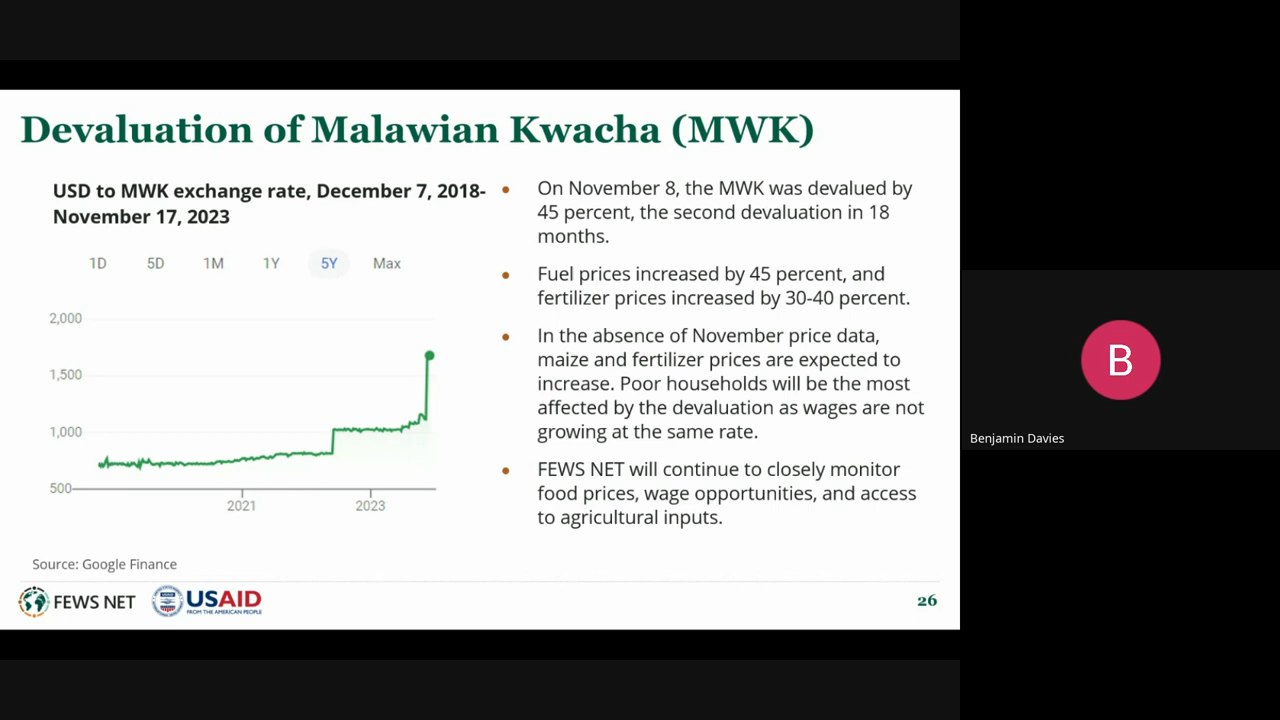 Devaluation of Malawian Kwacha (MWK)
USD to MWK exchange rate, December 7, 2018-
November 17, 2023
1D 5D 1M 1Y 5Y Max
2,000
1,500
1,000
500
2021 2023
Source: Google Finance
On November 8, the MWK was devalued by
45 percent, the second devaluation in 18
months.
Fuel prices increased by 45 percent, and
fertilizer prices increased by 30-40 percent.
In the absence of November price data,
maize and fertilizer prices are expected to
increase. Poor households will be the most
affected by the devaluation as wages are not
growing at the same rate.
FEWS NET will continue to closely monitor
food prices, wage opportunities, and access
to agricultural inputs.
FEWS NET
USAID
FROM THE AMERICAN PEOPLE
26
B
Benjamin Davies